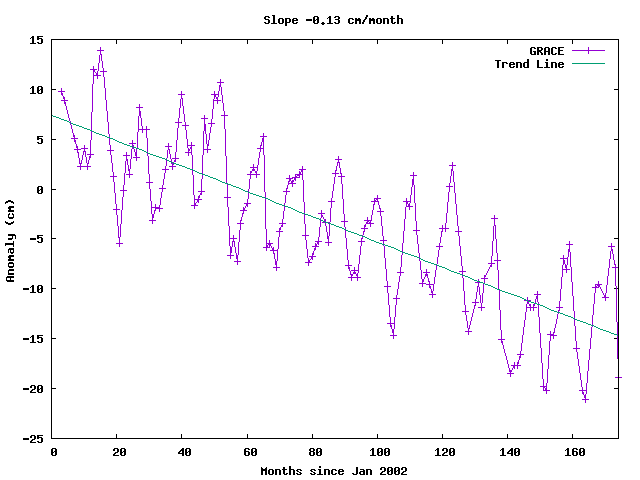 Slope -0.13 cm/month
GRACE
Trend Line
15
10
5
0
-5
-10
-15
-20
-25
Anomaly (cm)
0 20 40 60 80 100 120 140 160
Months since Jan 2002